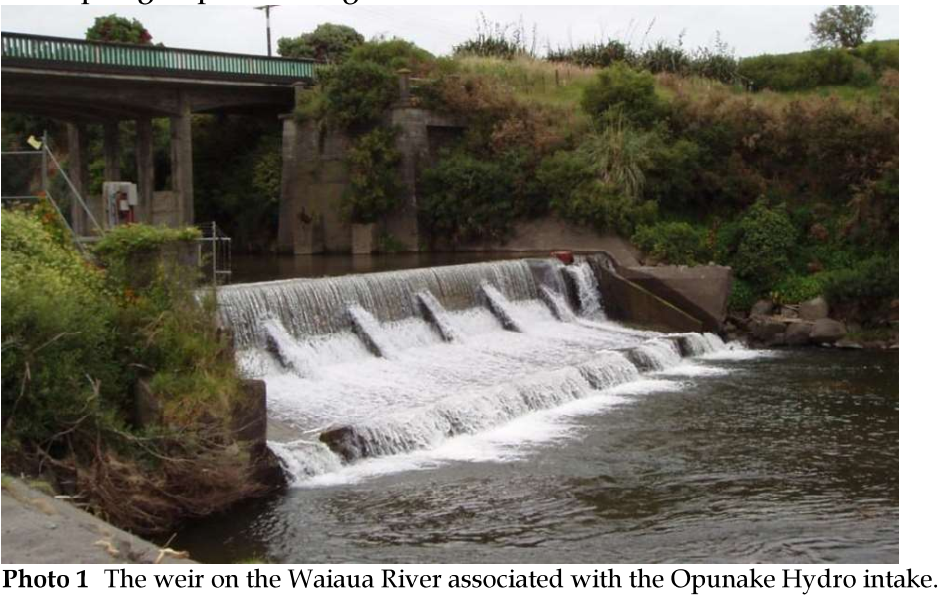 Photo 1 The weir on the Waiaua River associated with the Opunake Hydro intake.